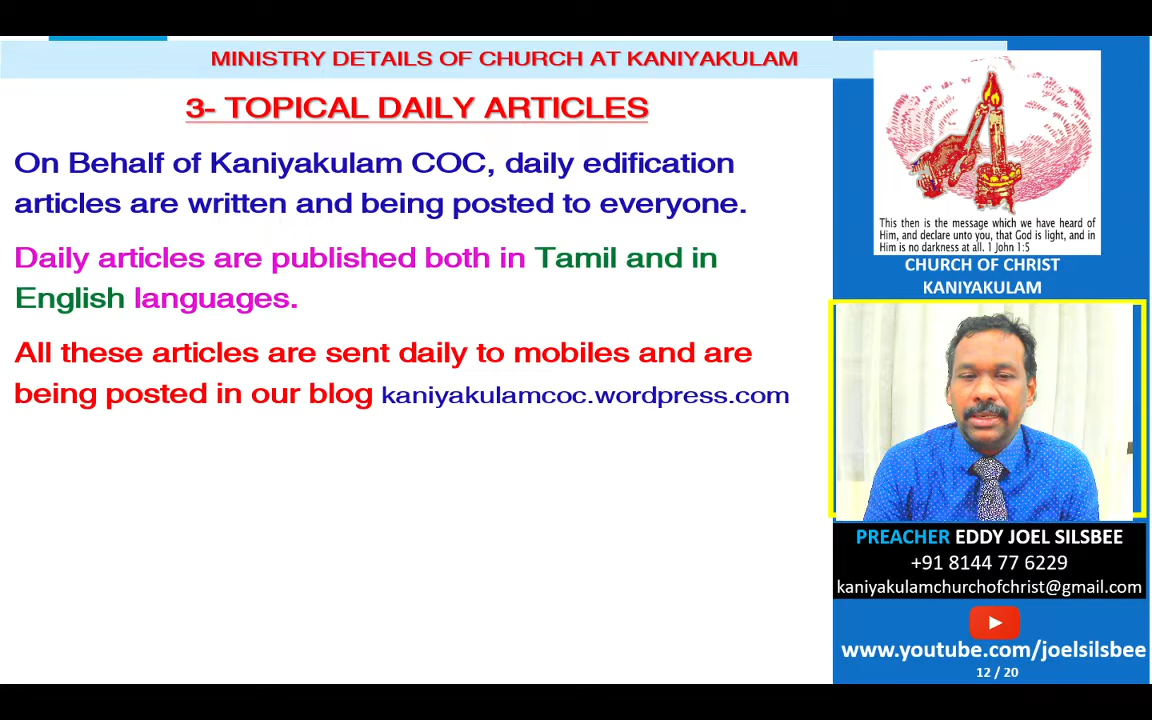 MINISTRY DETAILS OF CHURCH AT KANIYAKULAM
3- TOPICAL DAILY ARTICLES
On Behalf of Kaniyakulam COC, daily edification
articles are written and being posted to everyone.
Daily articles are published both in Tamil and in
English languages.
All these articles are sent daily to mobiles and are
being posted in our blog kaniyakulamcoc.wordpress.com
This then is the message which we have heard of
Him, and declare unto you, that God is light, and in
Him is no darkness at all. 1 John 1:5
CHURCH OF CHRIST
KANIYAKULAM
PREACHER EDDY JOEL SILSBEE
+91 8144 77 6229
kaniyakulamchurchofchrist@gmail.com
www.youtube.com/joelsilsbee
12 / 20